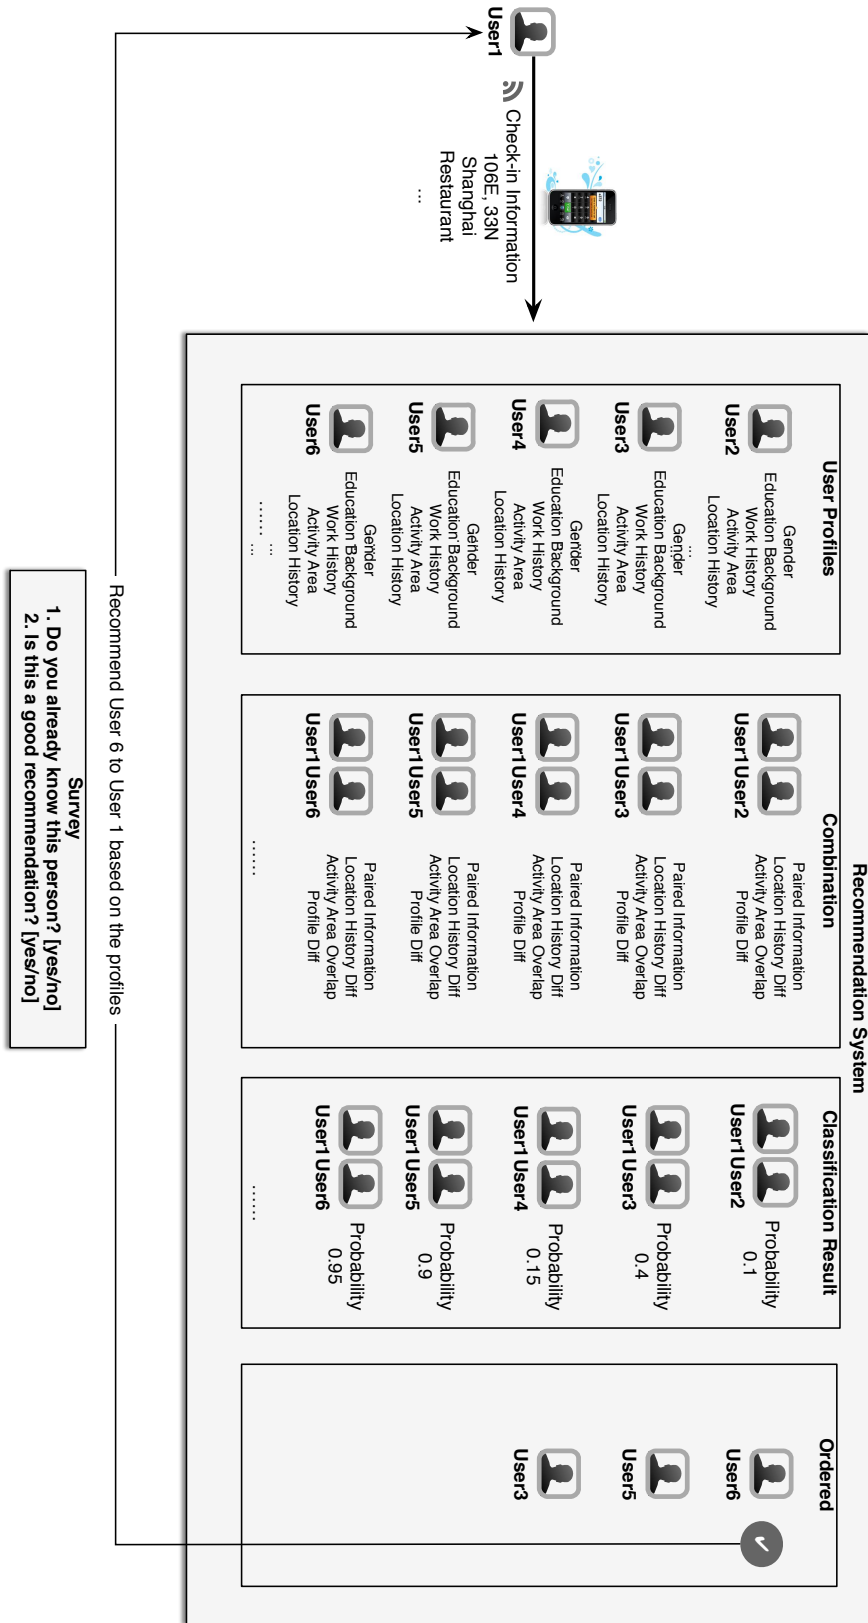 User1
Check-in Information
106E, 33N
Shanghai
Restaurant
...
Recommendation System
User Profiles
User2
Gender
Education Background
Work History
Activity Area
Location History
...
User3
Gender
Education Background
Work History
Activity Area
Location History
...
User4
Gender
Education Background
Work History
Activity Area
Location History
...
User5
Gender
Education Background
Work History
Activity Area
Location History
...
User6
Gender
Education Background
Work History
Activity Area
Location History
...
......
...
Combination
User1User2
Paired Information
Location History Diff
Activity Area Overlap
Profile Diff
User1User3
Paired Information
Location History Diff
Activity Area Overlap
Profile Diff
User1User4
Paired Information
Location History Diff
Activity Area Overlap
Profile Diff
User1User5
Paired Information
Location History Diff
Activity Area Overlap
Profile Diff
User1User6
Paired Information
Location History Diff
Activity Area Overlap
Profile Diff
......
Classification Result
User1User2
Probability
0.1
User1User3
Probability
0.4
User1User4
Probability
0.15
User1User5
Probability
0.9
User1User6
Probability
0.95
......
Ordered
User6
User5
User3
Recommend User 6 to User 1 based on the profiles
Survey
1. Do you already know this person? [yes/no]
2. Is this a good recommendation? [yes/no]